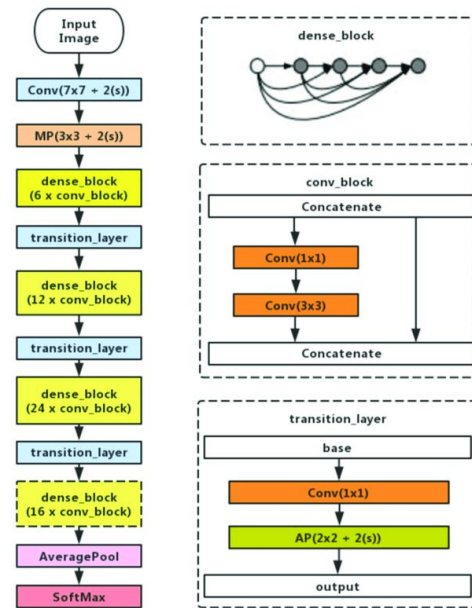 Input
Image
Conv(7x7 + 2(s))
MP(3x3 + 2(s))
dense_block
(6 x conv_block)
transition_layer
dense_block
(12 x conv_block)
transition_layer
dense_block
(24 x conv_block)
transition_layer
dense_block
(16 x conv_block)
AveragePool
SoftMax
dense_block
conv_block
Concatenate
Conv(1x1)
Conv(3x3)
Concatenate
transition_layer
base
Conv(1x1)
AP(2x2 + 2(s))
output